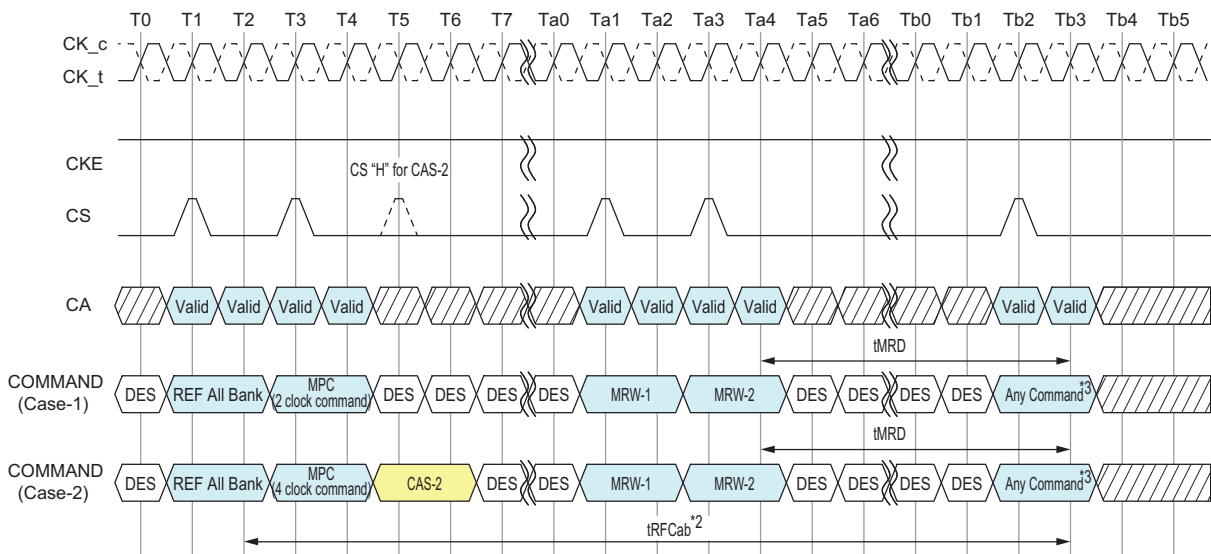 T0 T1 T2 T3 T4 T5 T6 T7 Ta0 Ta1 Ta2 Ta3 Ta4 Ta5 Ta6 Tb0 Tb1 Tb2 Tb3 Tb4 Tb5
CK_c
CK_t
CKE
CS “H” for CAS-2
CS
CA Valid Valid Valid Valid Valid Valid Valid Valid Valid Valid
tMRD
COMMAND
(Case-1)
DES REF All Bank MPC (2 clock command) DES DES DES DES MRW-1 MRW-2 DES DES DES DES Any Command*3
tMRD
COMMAND
(Case-2)
DES REF All Bank MPC (4 clock command) CAS-2 DES DES MRW-1 MRW-2 DES DES DES DES Any Command*3
tRFCab*2